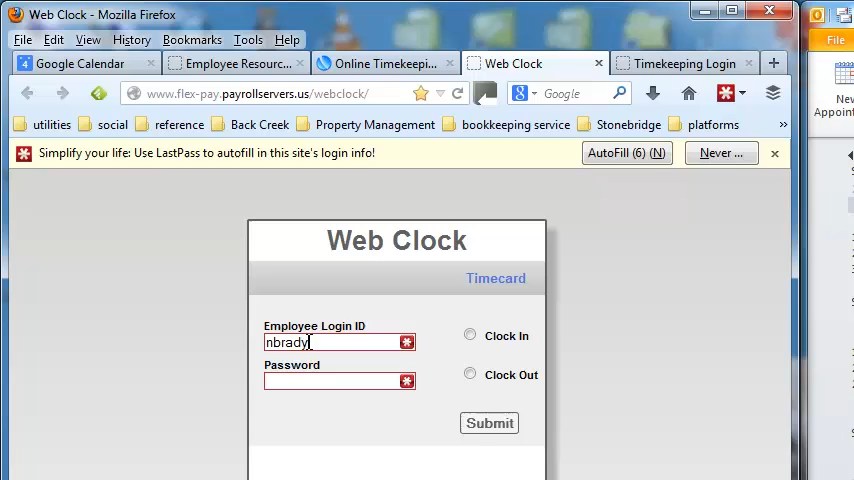 Web Clock - Mozilla Firefox
File Edit View History Bookmarks Tools Help
File
Google Calendar
Employee Resourc...
Online Timekeepi...
Web Clock
Timekeeping Login
www.flex-pay.payrollservers.us/webclock/
Google
utilities social reference Back Creek Property Management bookkeeping service Stonebridge platforms
New
Appoin
Simplify your life: Use LastPass to autofill in this site's login info!
AutoFill (6) (N)
Never ...
Web Clock
Timecard
Employee Login ID
nbrady
Clock In
Password
Clock Out
Submit